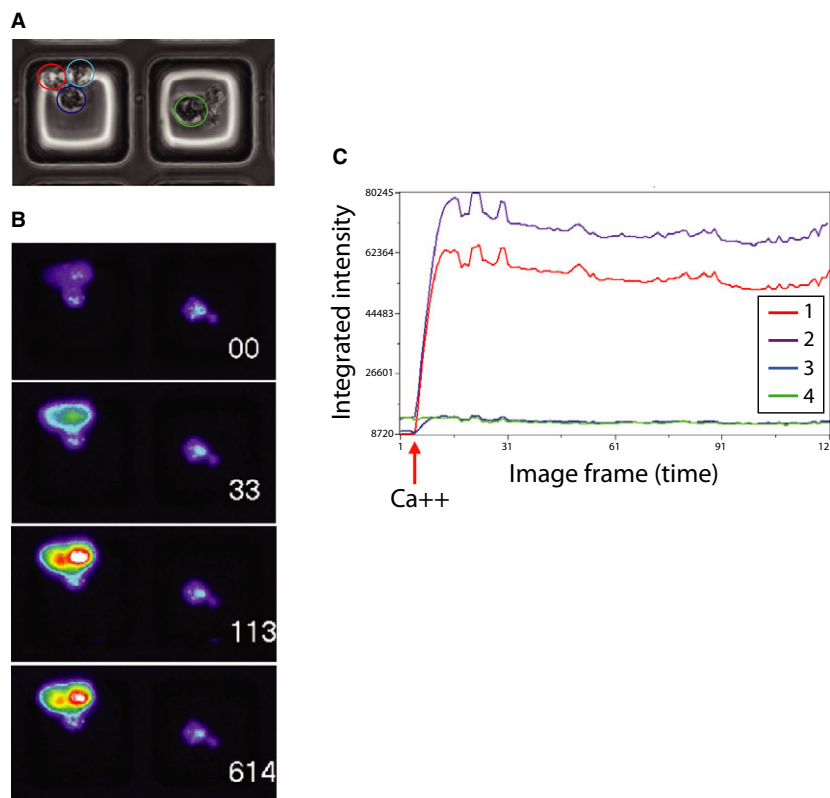 A
B
00
33
113
614
C
Integrated intensity
80245
62364
44483
26601
8720
1 31 61 91 12
1
2
3
4
Image frame (time)
Ca++